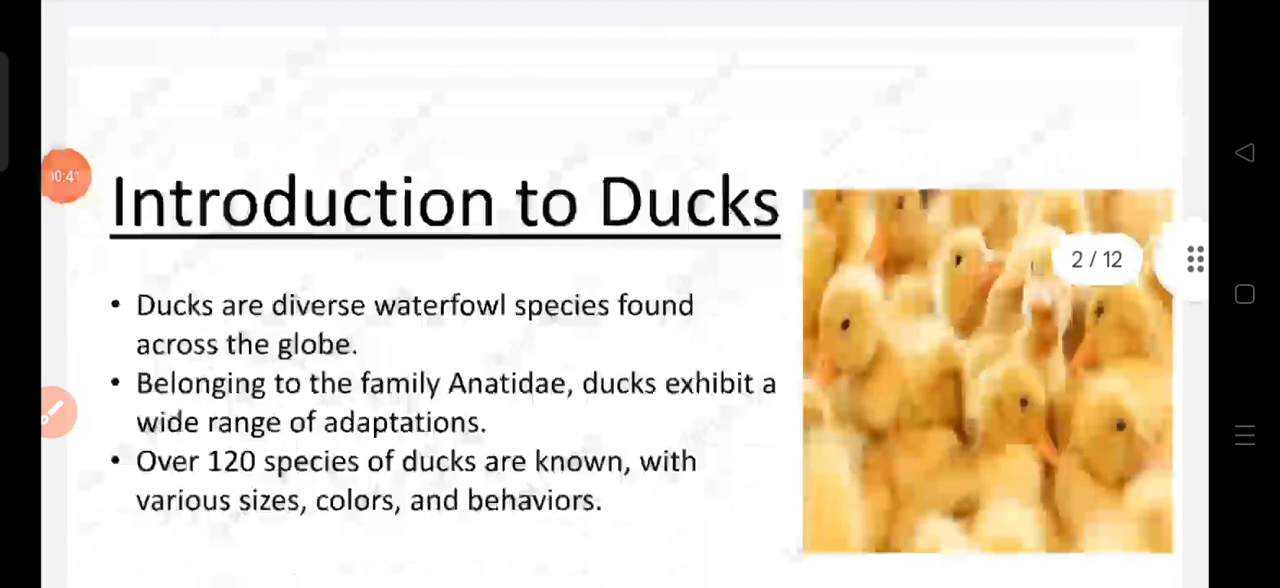 Introduction to Ducks
00:41
2 / 12
• Ducks are diverse waterfowl species found
across the globe.
• Belonging to the family Anatidae, ducks exhibit a
wide range of adaptations.
• Over 120 species of ducks are known, with
various sizes, colors, and behaviors.